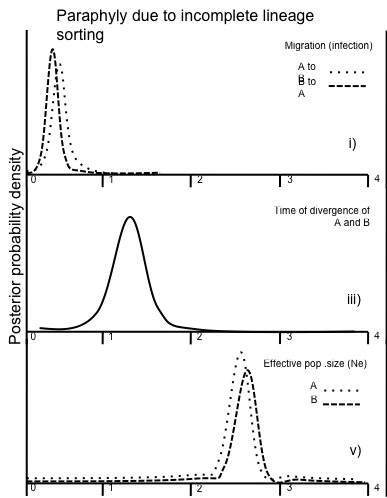 Paraphyly due to incomplete lineage
sorting
Posterior probability density
Migration (infection)
A to
B
B to
A
i)
0 1 2 3 4
Time of divergence of
A and B
iii)
0 1 2 3 4
Effective pop .size (Ne)
A
B
v)
0 1 2 3 4